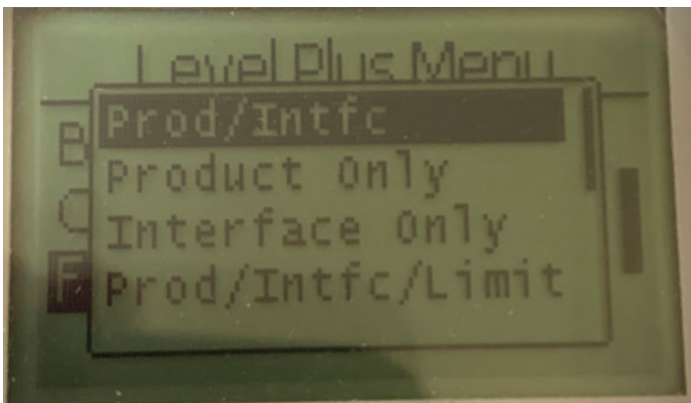 Level Plus Menu
Prod/Intfc
Product Only
Interface Only
Prod/Intfc/Limit